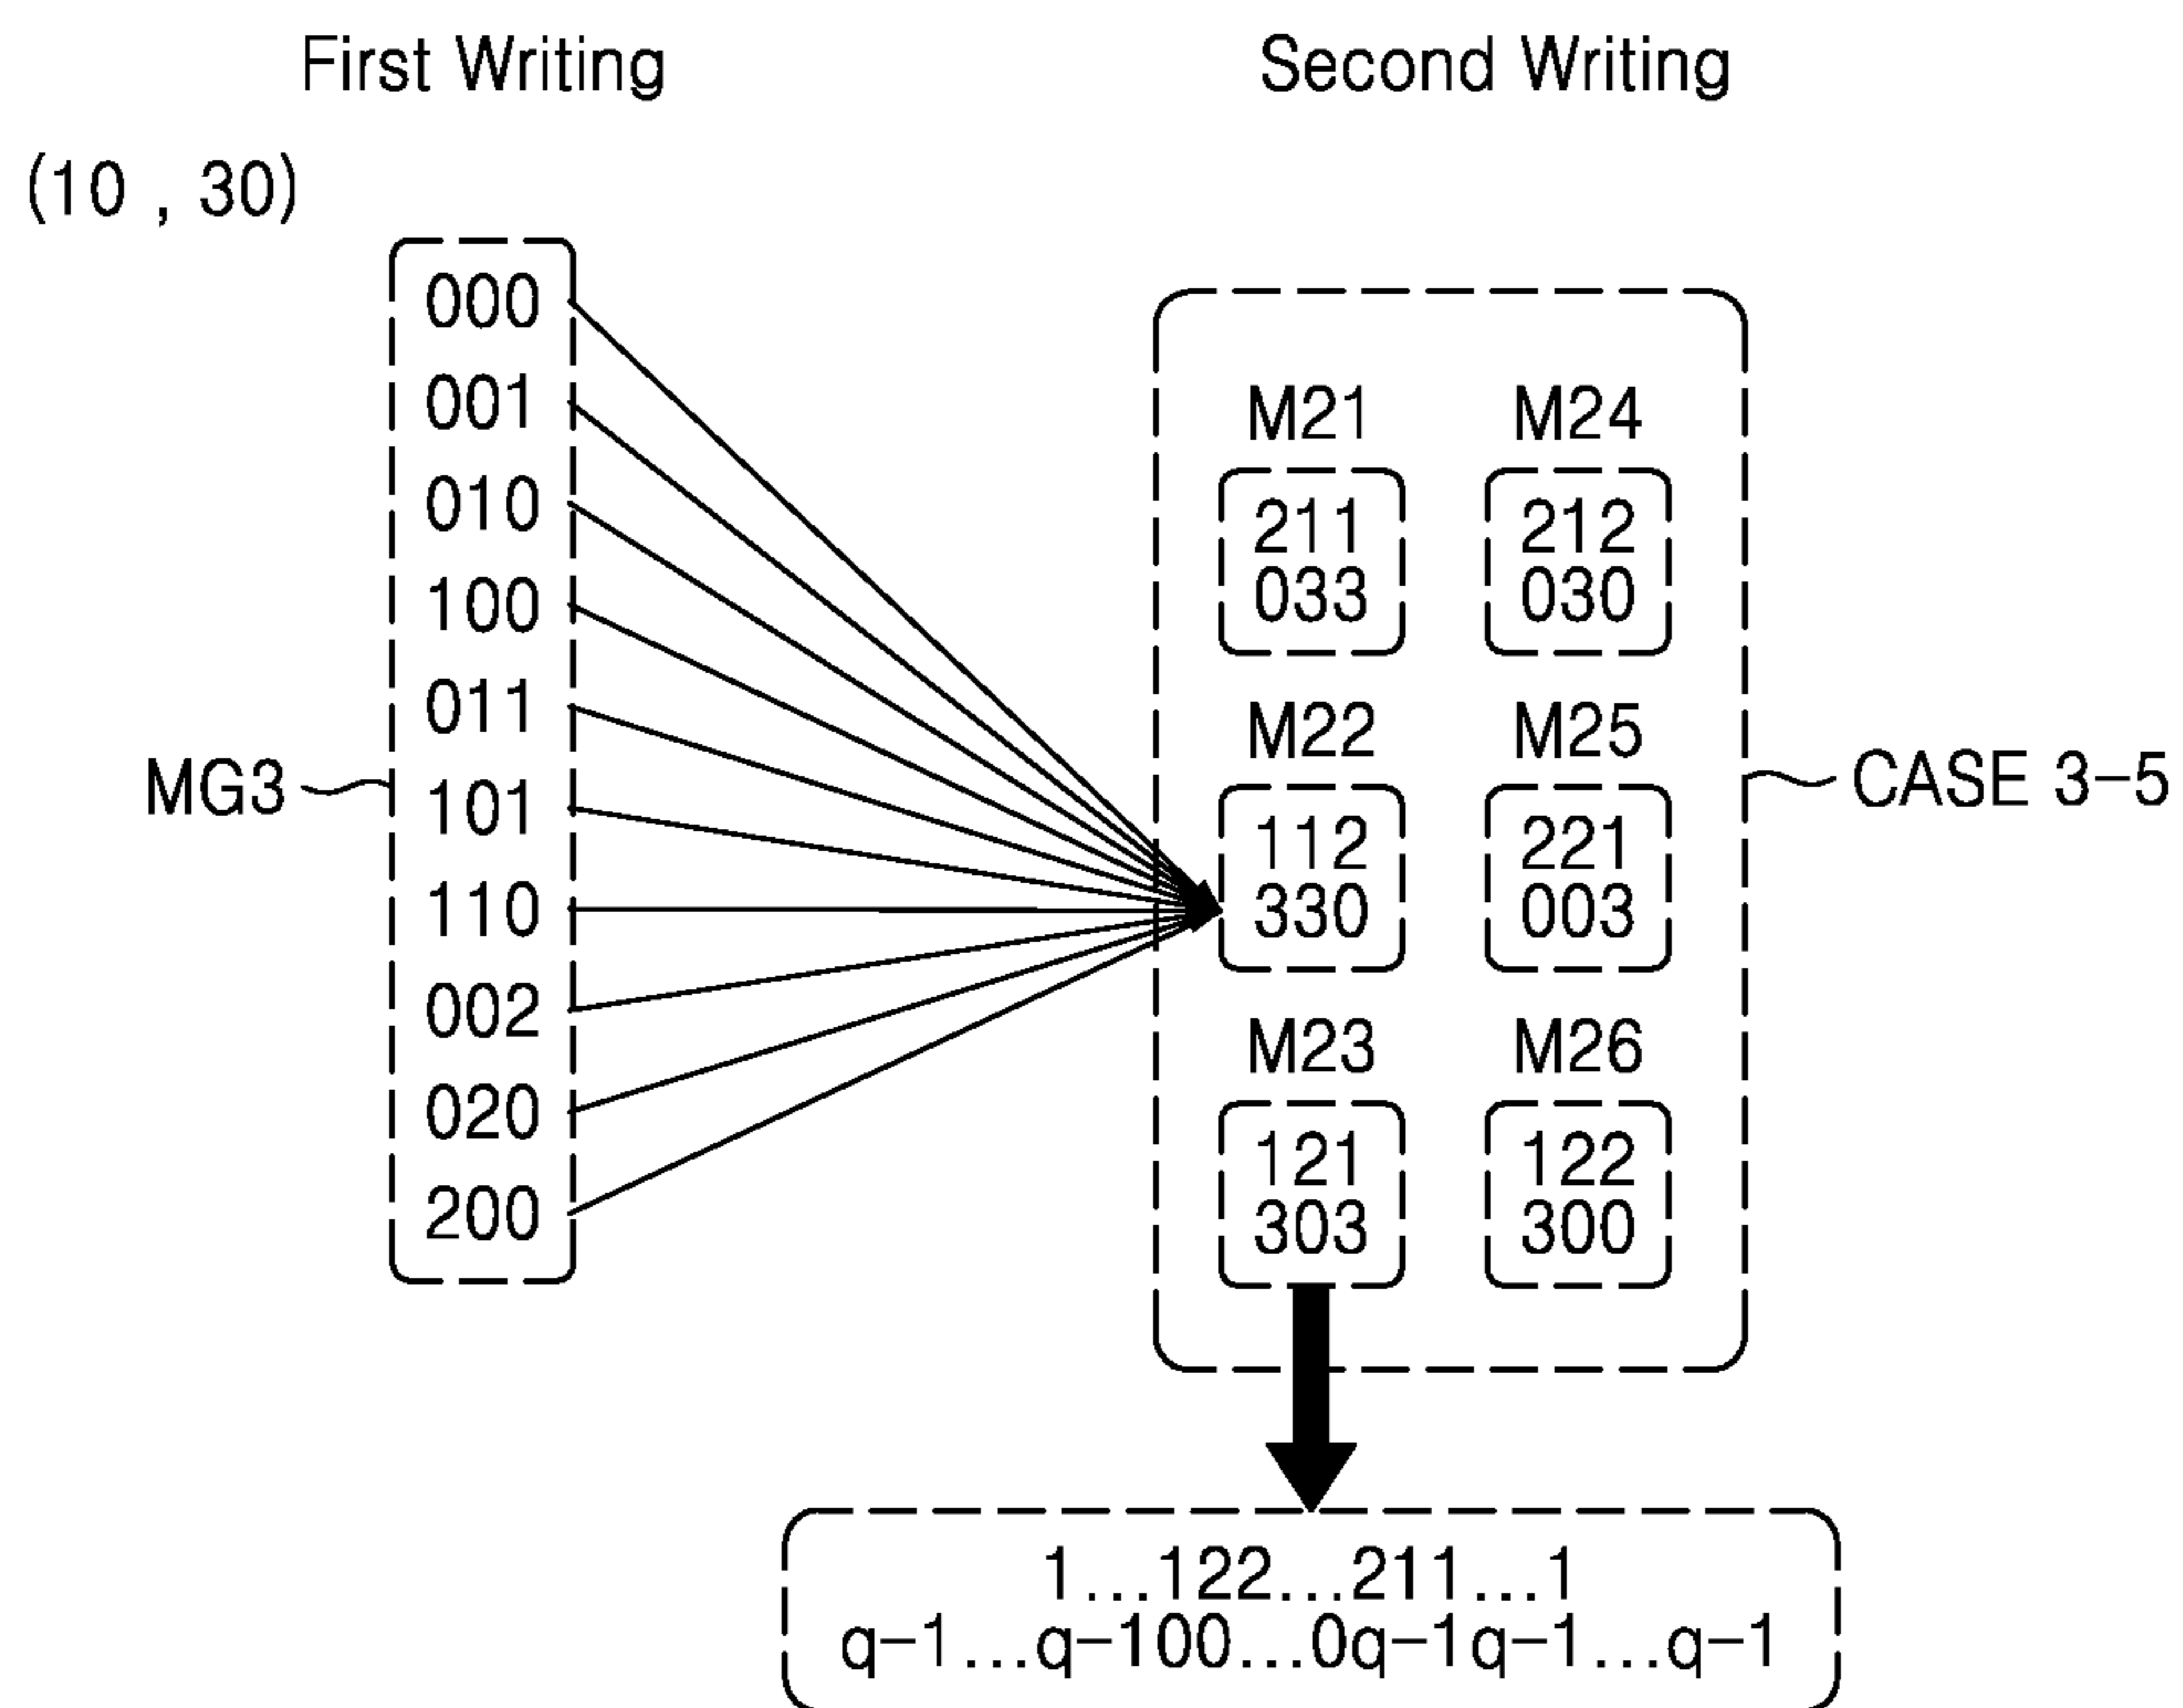 First Writing
Second Writing
(10 , 30)
000
001
010
100
011
101
110
002
020
200
MG3
M21
211
033
M24
212
030
M22
112
330
M25
221
003
M23
121
303
M26
122
300
CASE 3-5
1...122...211...1
q-1...q-100...0q-1q-1...q-1